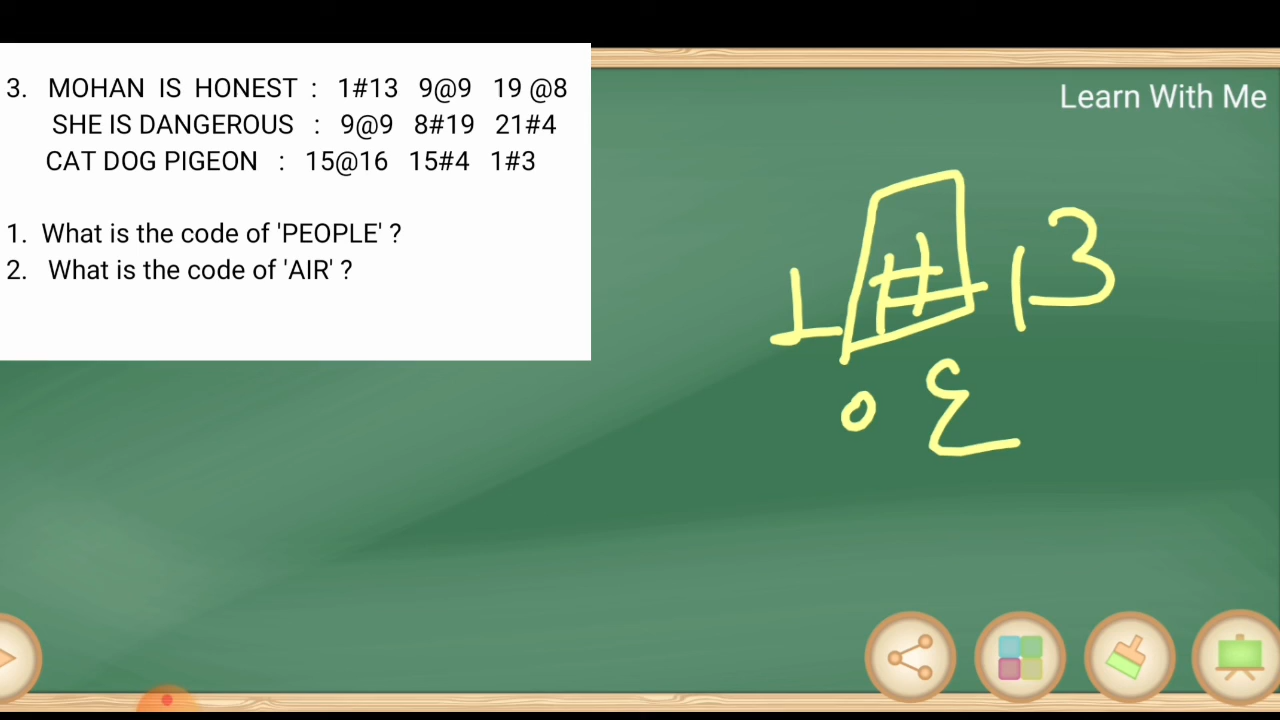 3. MOHAN IS HONEST : 1#13 9@9 19 @8
SHE IS DANGEROUS : 9@9 8#19 21#4
CAT DOG PIGEON : 15@16 15#4 1#3
1. What is the code of 'PEOPLE' ?
2. What is the code of 'AIR' ?
Learn With Me
1 # 13
0 ε